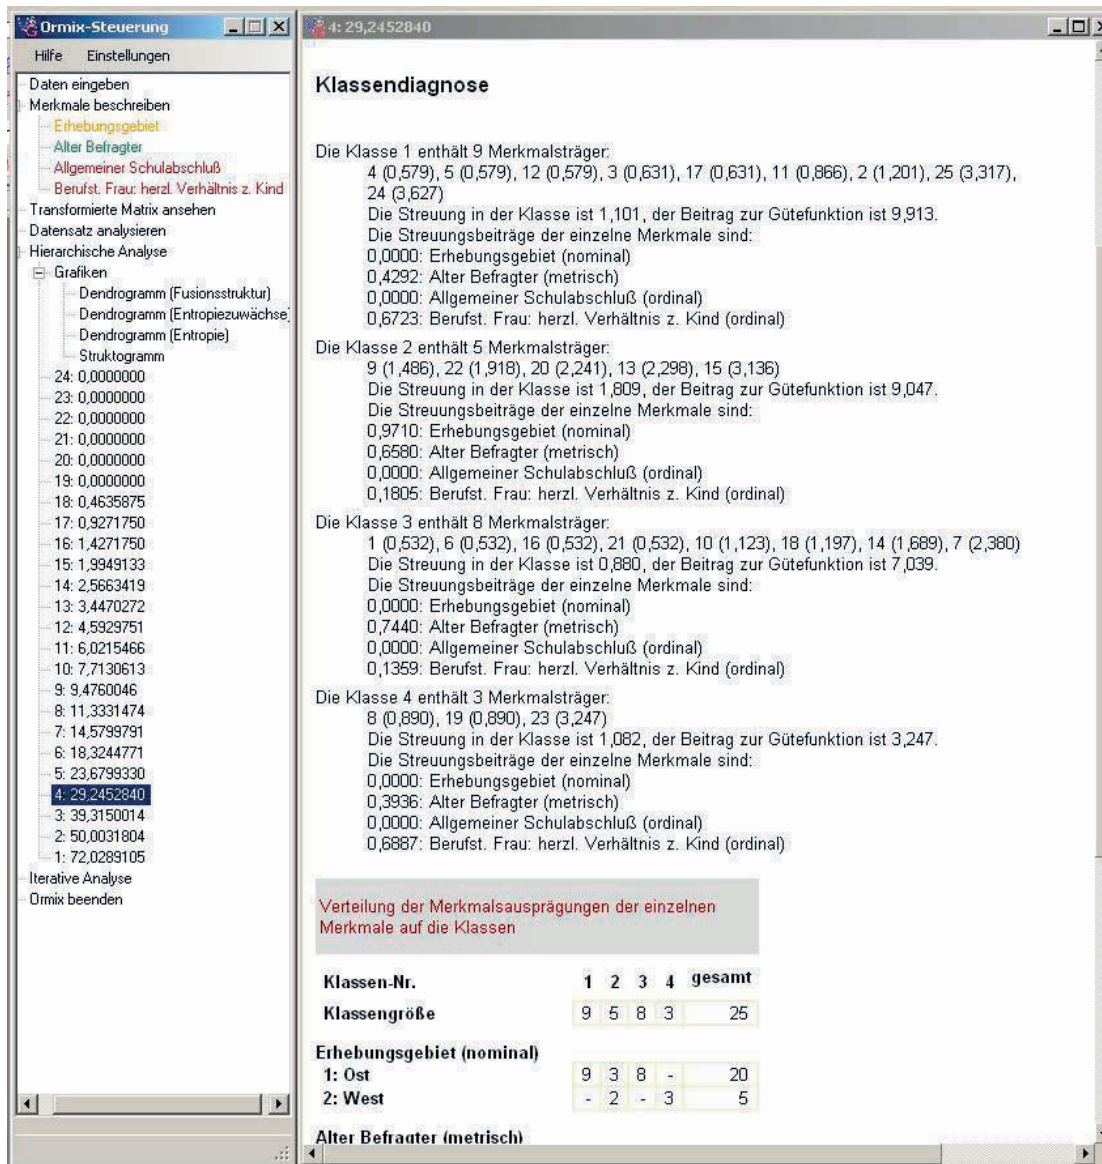 Ormix-Steuerung
Hilfe Einstellungen
Daten eingeben
Merkmale beschreiben
Erhebungsgebiet
Alter Befragter
Allgemeiner Schulabschluß
Berufst. Frau: herzl. Verhältnis z. Kind
Transformierte Matrix ansehen
Datensatz analysieren
Hierarchische Analyse
Grafiken
Dendrogramm (Fusionsstruktur)
Dendrogramm (Entropiezuwächse
Dendrogramm (Entropie)
Struktogramm
24: 0,0000000
23: 0,0000000
22: 0,0000000
21: 0,0000000
20: 0,0000000
19: 0,0000000
18: 0,4635875
17: 0,9271750
16: 1,4271750
15: 1,9949133
14: 2,5663419
13: 3,4470272
12: 4,5929751
11: 6,0215466
10: 7,7130613
9: 9,4760046
8: 11,3331474
7: 14,5799791
6: 18,3244771
5: 23,6799330
4: 29,2452840
3: 39,3150014
2: 50,0031804
1: 72,0289105
Iterative Analyse
Ormix beenden
4: 29,2452840
Klassendiagnose
Die Klasse 1 enthält 9 Merkmalsträger:
4 (0,579), 5 (0,579), 12 (0,579), 3 (0,631), 17 (0,631), 11 (0,866), 2 (1,201), 25 (3,317),
24 (3,627)
Die Streuung in der Klasse ist 1,101, der Beitrag zur Gütefunktion ist 9,913.
Die Streuungsbeiträge der einzelne Merkmale sind:
0,0000: Erhebungsgebiet (nominal)
0,4292: Alter Befragter (metrisch)
0,0000: Allgemeiner Schulabschluß (ordinal)
0,6723: Berufst. Frau: herzl. Verhältnis z. Kind (ordinal)
Die Klasse 2 enthält 5 Merkmalsträger:
9 (1,486), 22 (1,918), 20 (2,241), 13 (2,298), 15 (3,136)
Die Streuung in der Klasse ist 1,809, der Beitrag zur Gütefunktion ist 9,047.
Die Streuungsbeiträge der einzelne Merkmale sind:
0,9710: Erhebungsgebiet (nominal)
0,6580: Alter Befragter (metrisch)
0,0000: Allgemeiner Schulabschluß (ordinal)
0,1805: Berufst. Frau: herzl. Verhältnis z. Kind (ordinal)
Die Klasse 3 enthält 8 Merkmalsträger:
1 (0,532), 6 (0,532), 16 (0,532), 21 (0,532), 10 (1,123), 18 (1,197), 14 (1,689), 7 (2,380)
Die Streuung in der Klasse ist 0,880, der Beitrag zur Gütefunktion ist 7,039.
Die Streuungsbeiträge der einzelne Merkmale sind:
0,0000: Erhebungsgebiet (nominal)
0,7440: Alter Befragter (metrisch)
0,0000: Allgemeiner Schulabschluß (ordinal)
0,1359: Berufst. Frau: herzl. Verhältnis z. Kind (ordinal)
Die Klasse 4 enthält 3 Merkmalsträger:
8 (0,890), 19 (0,890), 23 (3,247)
Die Streuung in der Klasse ist 1,082, der Beitrag zur Gütefunktion ist 3,247.
Die Streuungsbeiträge der einzelne Merkmale sind:
0,0000: Erhebungsgebiet (nominal)
0,3936: Alter Befragter (metrisch)
0,0000: Allgemeiner Schulabschluß (ordinal)
0,6887: Berufst. Frau: herzl. Verhältnis z. Kind (ordinal)
Verteilung der Merkmalsausprägungen der einzelnen
Merkmale auf die Klassen
Klassen-Nr. 1 2 3 4 gesamt
Klassengröße 9 5 8 3 25
Erhebungsgebiet (nominal)
1: Ost 9 3 8 - 20
2: West - 2 - 3 5
Alter Befragter (metrisch)